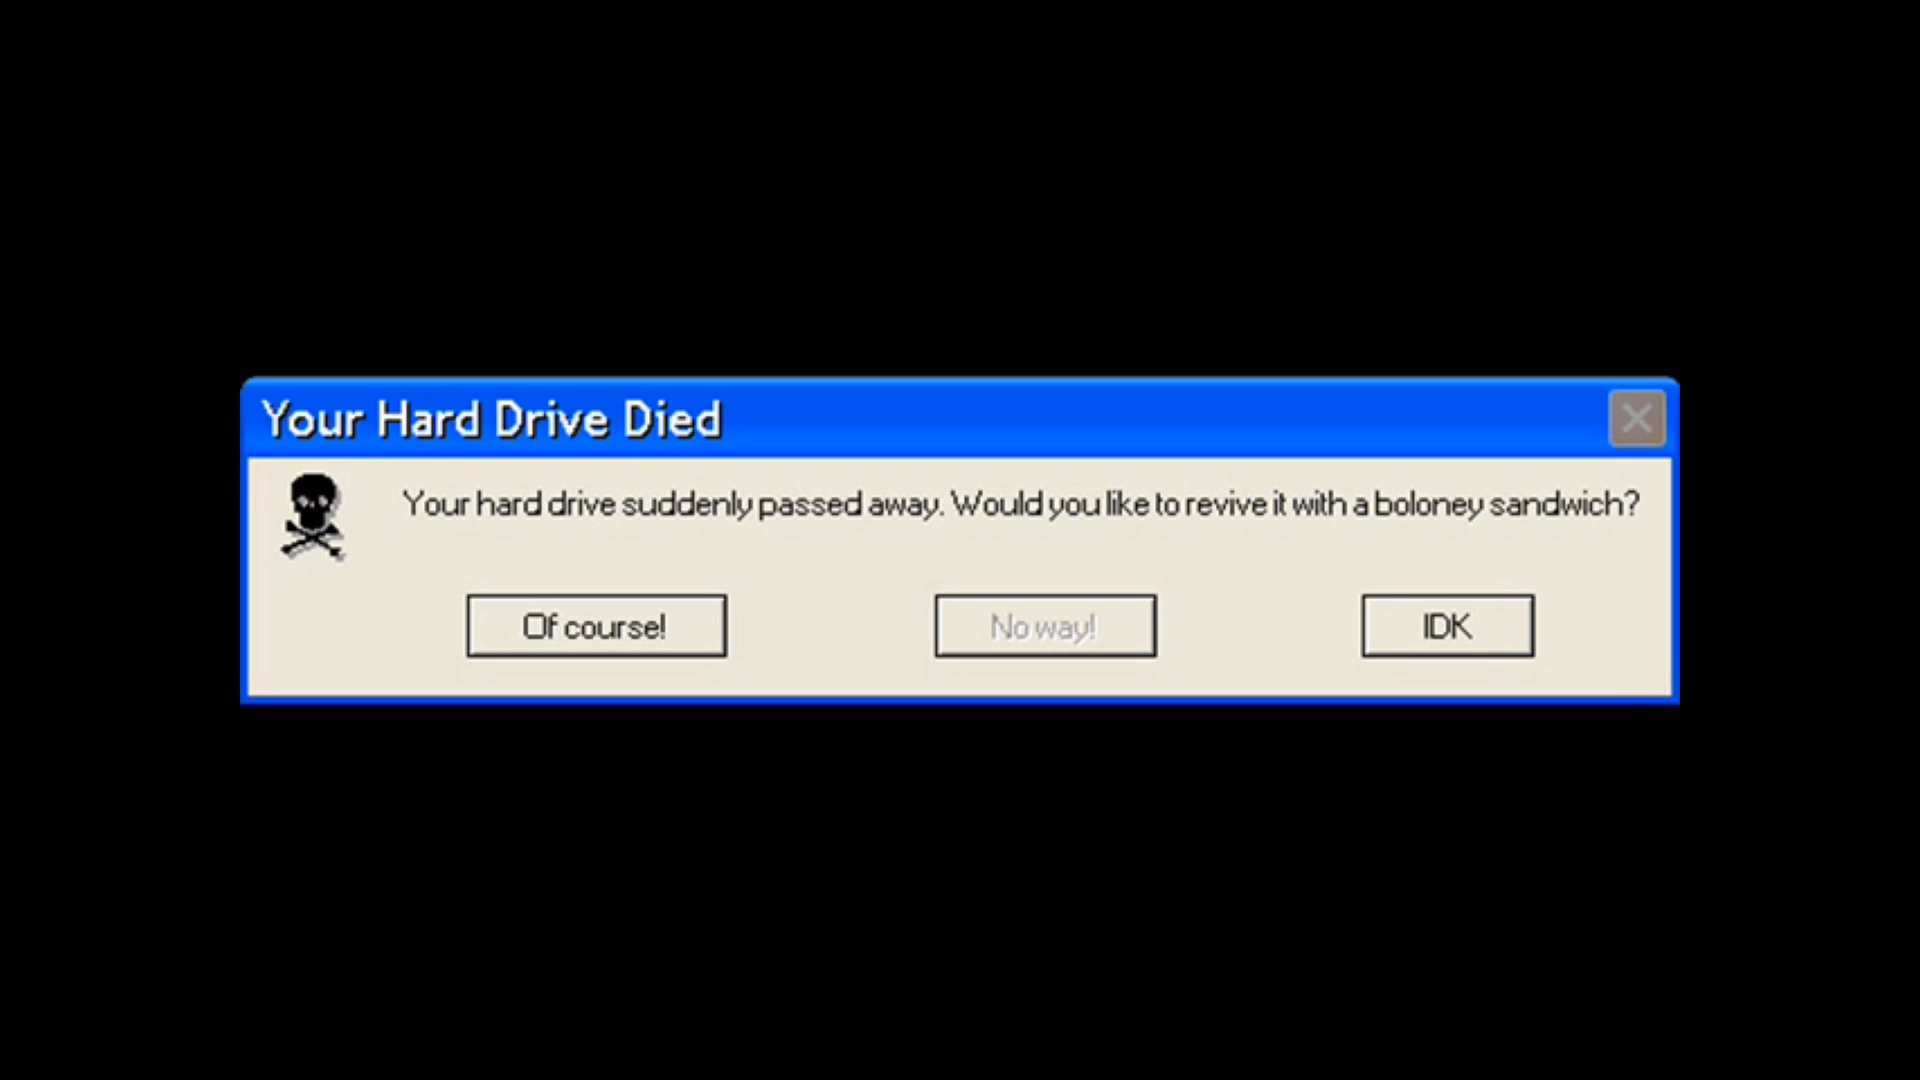 Your Hard Drive Died
Your hard drive suddenly passed away. Would you like to revive it with a boloney sandwich?
Of course!
No way!
IDK